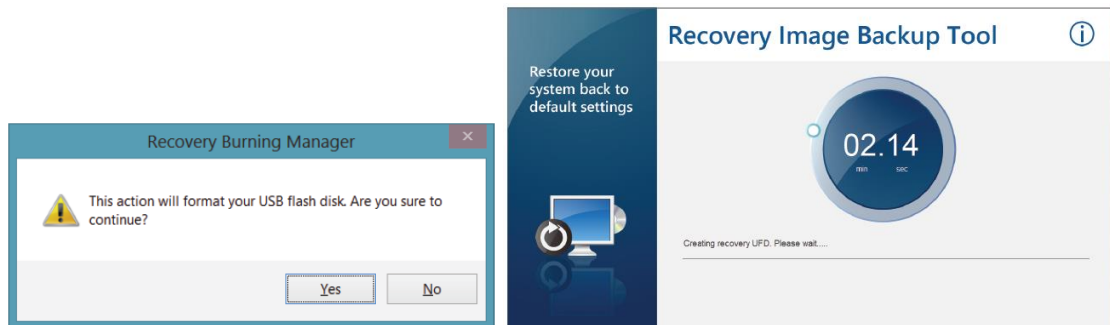 Recovery Burning Manager
This action will format your USB flash disk. Are you sure to
continue?
Yes
No
Recovery Image Backup Tool
Restore your
system back to
default settings
02.14
min sec
Creating recovery UFD. Please wait.....